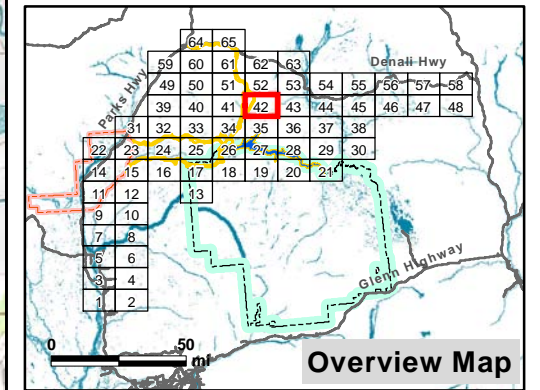 64 65
59 60 61 62 63
Denali Hwy
Parks Hwy
49 50 51 52 53 54 55 56 57 58
39 40 41 42 43 44 45 46 47 48
31 32 33 34 35 36 37 38
22 23 24 25 26 27 28 29 30
14 15 16 17 18 19 20 21
11 12 13
9 10
7 8
5 6
3 4
1 2
Glenn Highway
0 50
mi
Overview Map